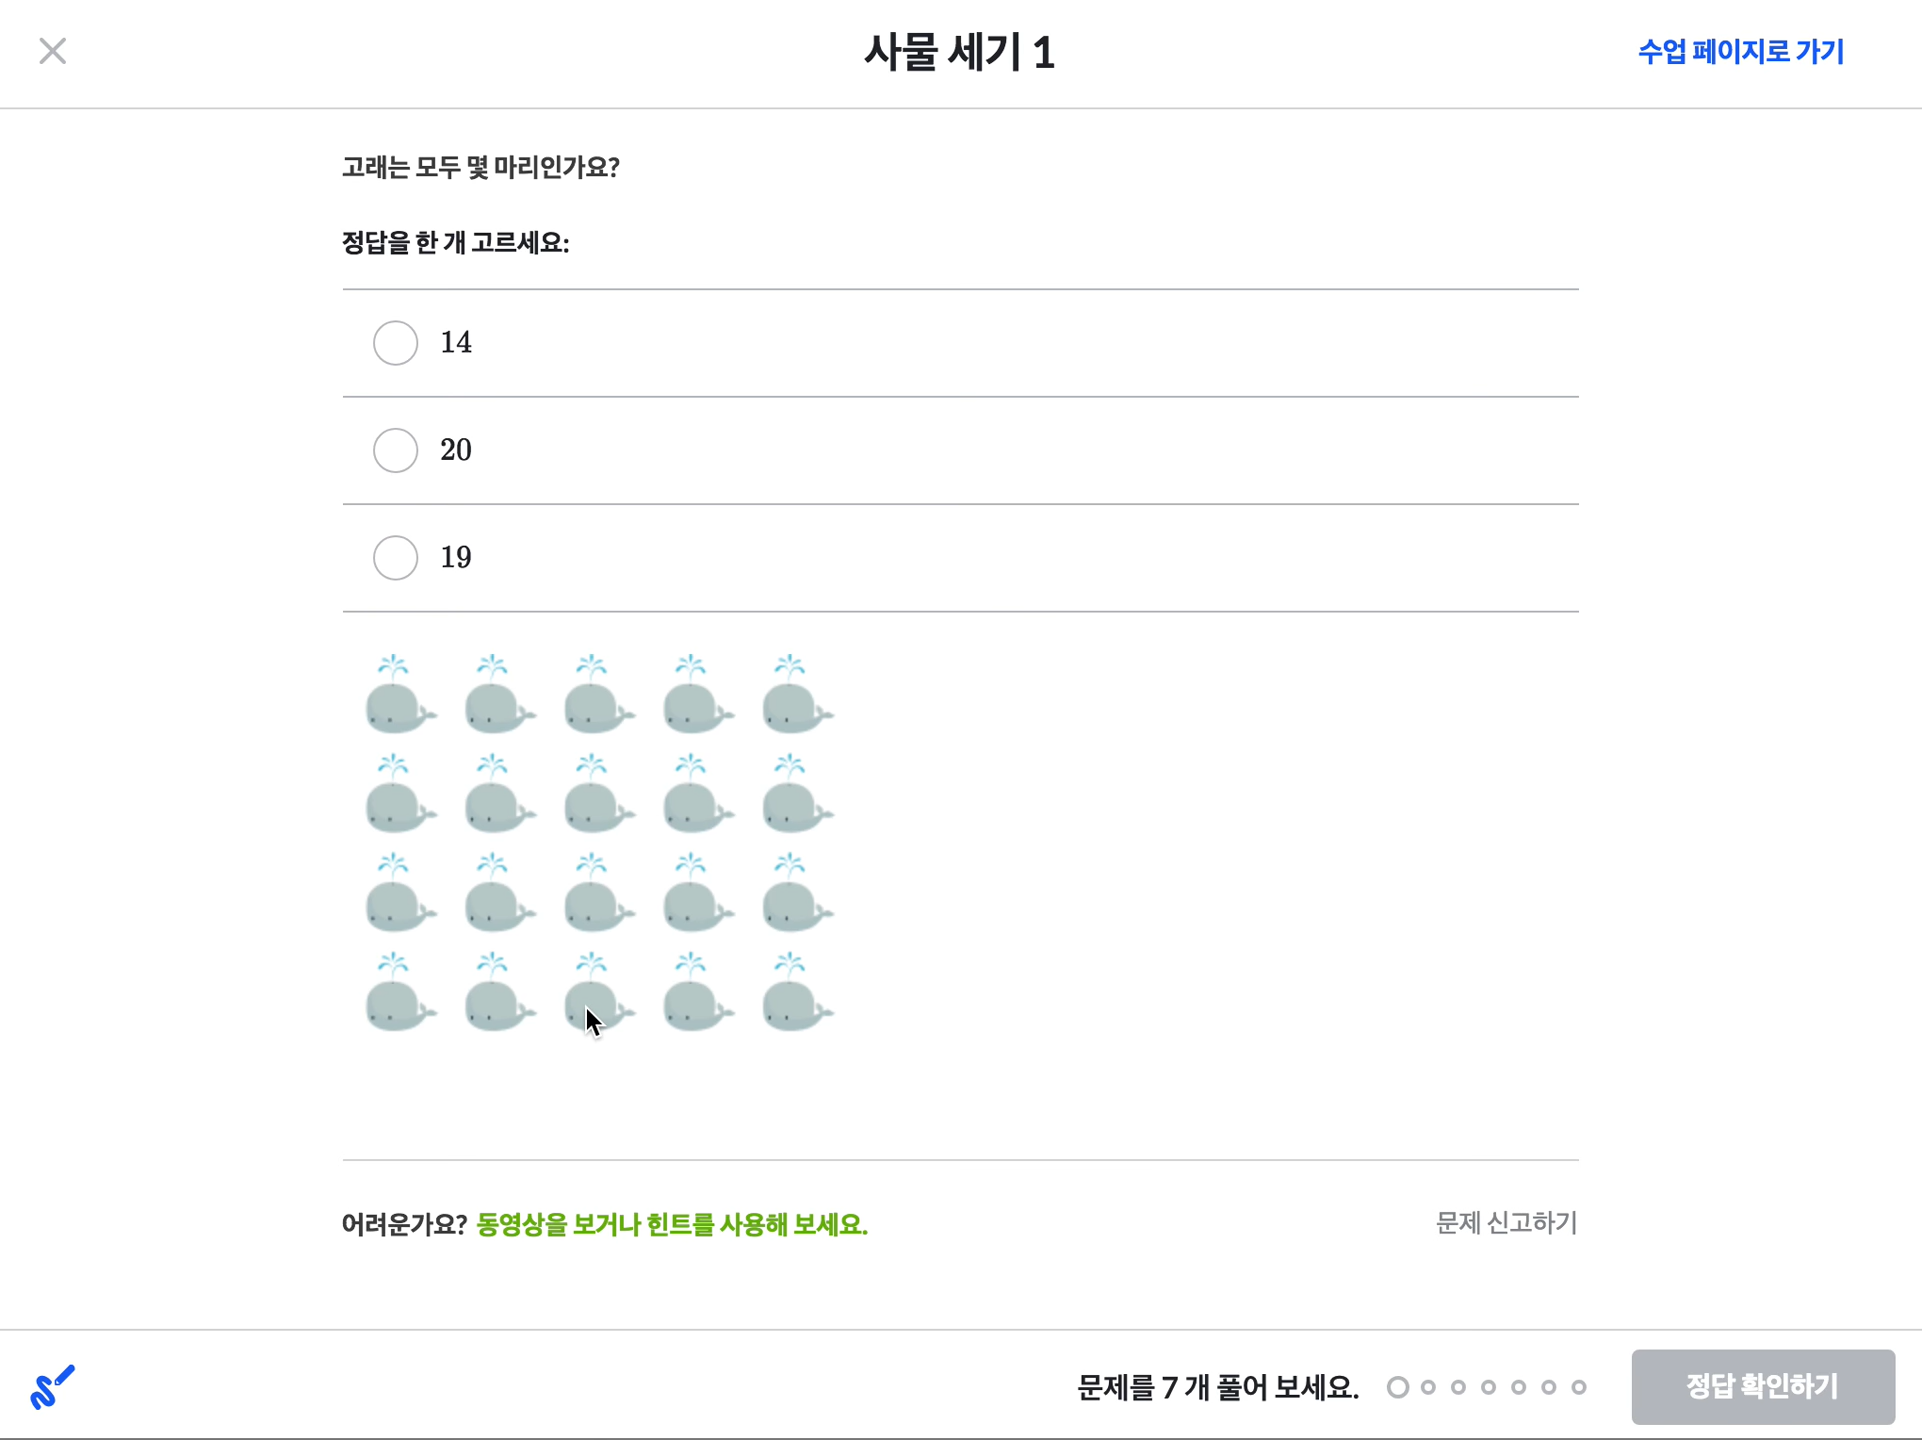 사물 세기 1
수업 페이지로 가기
고래는 모두 몇 마리인가요?
정답을 한 개 고르세요:
14
20
19
어려운가요? 동영상을 보거나 힌트를 사용해 보세요.
문제 신고하기
문제를 7 개 풀어 보세요.
정답 확인하기